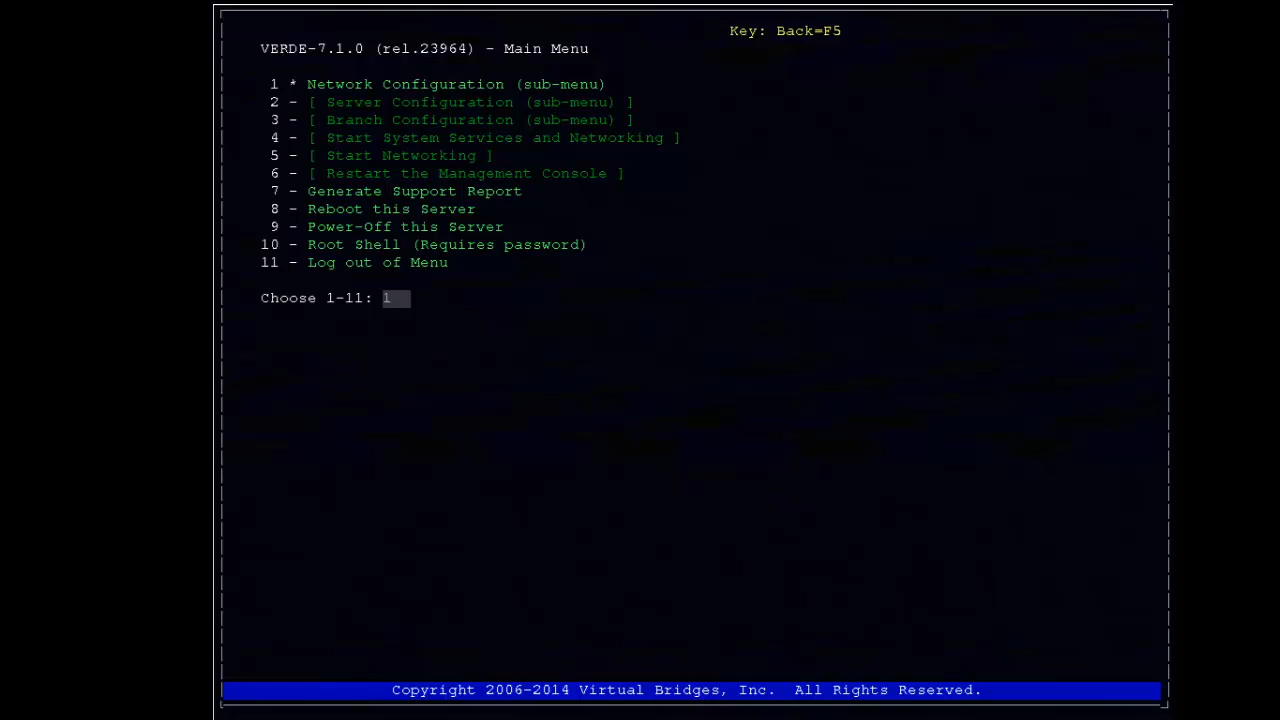 Key: Back=F5
VERDE-7.1.0 (rel.23964) - Main Menu
1 * Network Configuration (sub-menu)
2 - [ Server Configuration (sub-menu) ]
3 - [ Branch Configuration (sub-menu) ]
4 - [ Start System Services and Networking ]
5 - [ Start Networking ]
6 - [ Restart the Management Console ]
7 - Generate Support Report
8 - Reboot this Server
9 - Power-Off this Server
10 - Root Shell (Requires password)
11 - Log out of Menu
Choose 1-11: 1
Copyright 2006-2014 Virtual Bridges, Inc.  All Rights Reserved.